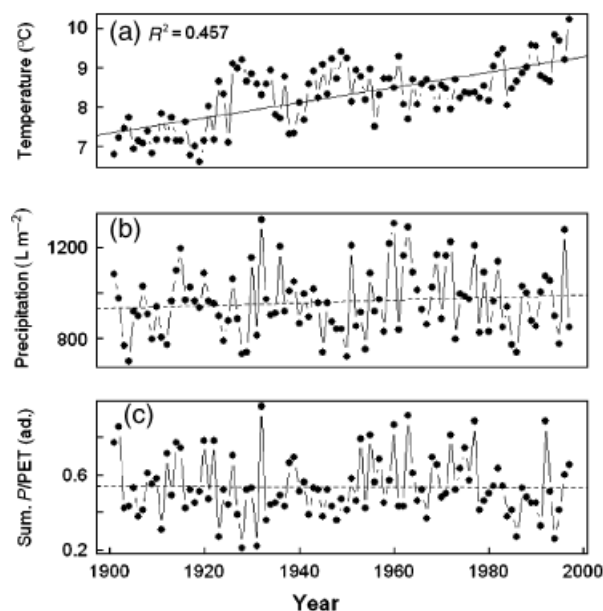 (a) R² = 0.457
Temperature (°C)
10
9
8
7
(b)
Precipitation (L m⁻²)
1200
800
(c)
Sum. P/PET (ad.)
0.6
0.2
1900 1920 1940 1960 1980 2000
Year